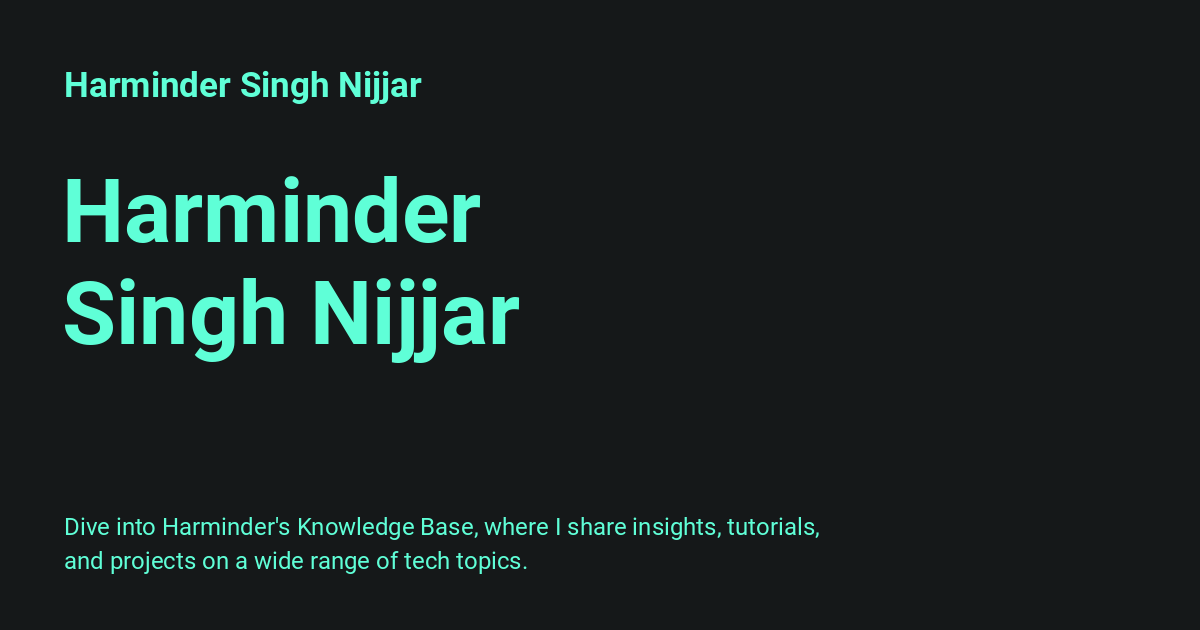 Harminder Singh Nijjar
Harminder
Singh Nijjar
Dive into Harminder's Knowledge Base, where I share insights, tutorials,
and projects on a wide range of tech topics.